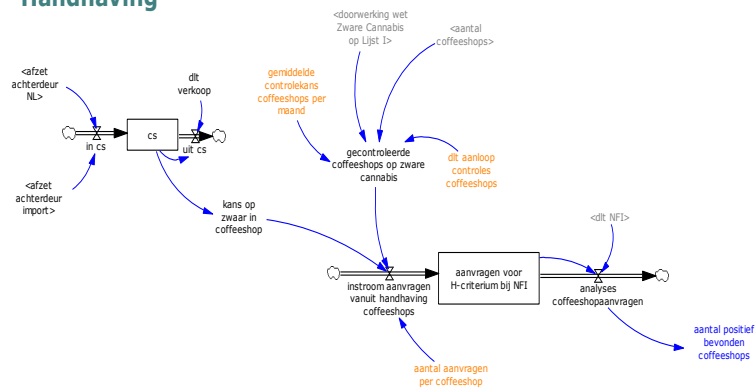 Handhaving
<doorwerking wet
Zware Cannabis
op Lijst I>
<aantal
coffeeshops>
<afzet
achterdeur
NL>
dlt
verkoop
gemiddelde
controlekans
coffeeshops per
maand
cs
in cs
uit cs
gecontroleerde
coffeeshops op zware
cannabis
dlt aanloop
controles
coffeeshops
<afzet
achterdeur
import>
kans op
zwaar in
coffeeshop
<dlt NFI>
aanvragen voor
H-criterium bij NFI
instroom aanvragen
vanuit handhaving
coffeeshops
analyses
coffeeshopaanvragen
aantal positief
bevonden
coffeeshops
aantal aanvragen
per coffeeshop